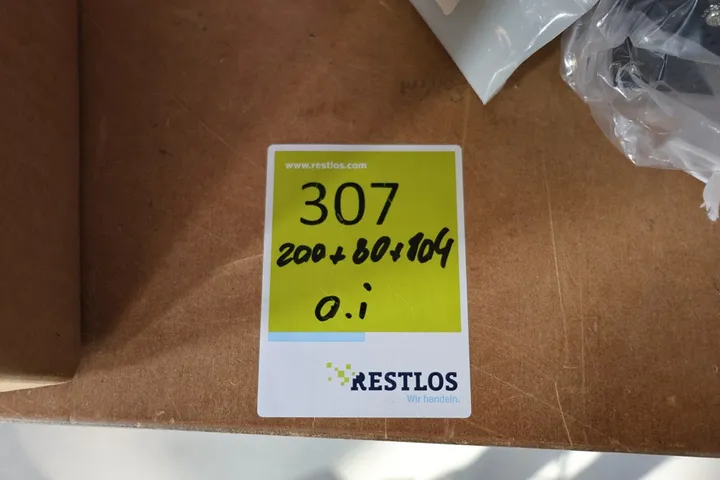 www.restlos.com
307
200+80+104
o.i
RESTLOS
Wir handeln.